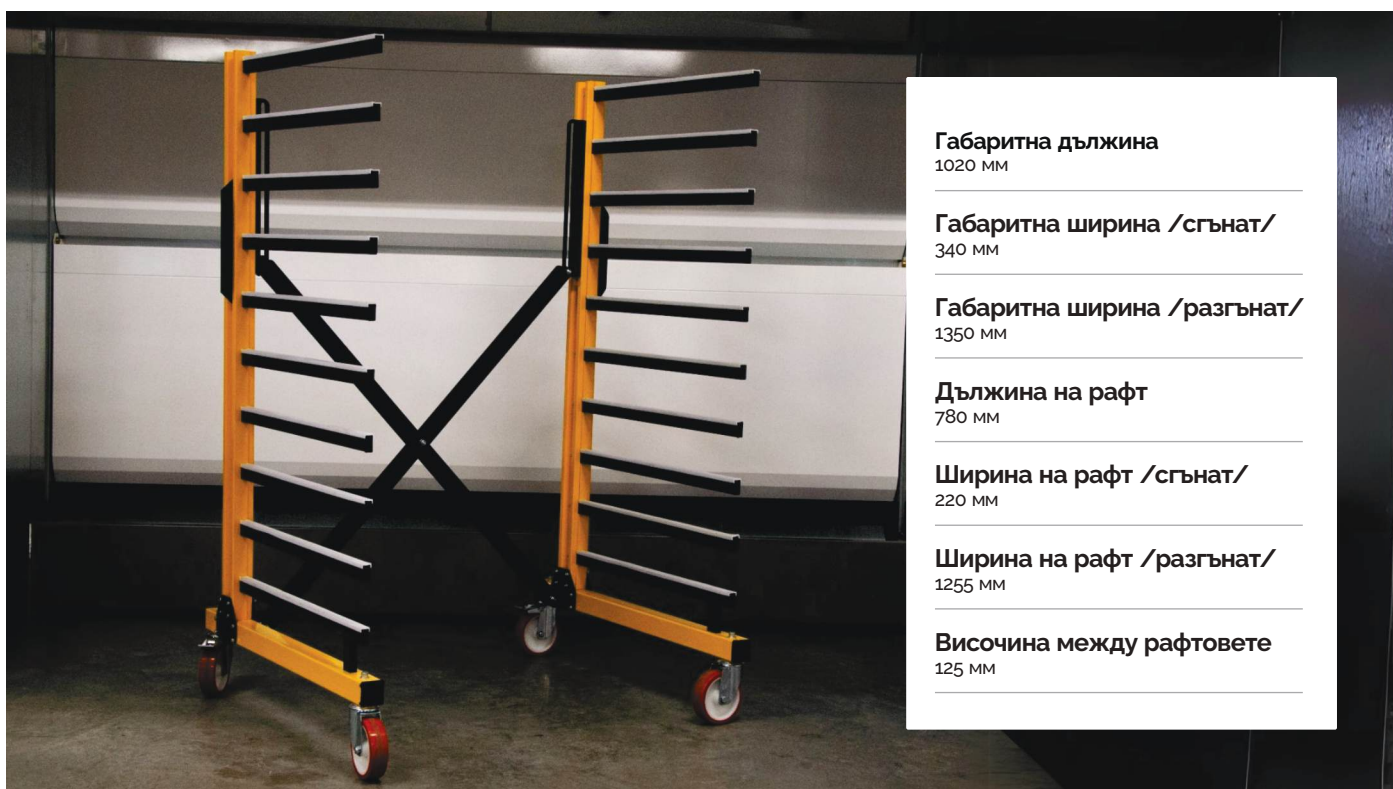 Габаритна дължина
1020 мм
Габаритна ширина /сгънат/
340 мм
Габаритна ширина /разгънат/
1350 мм
Дължина на рафт
780 мм
Ширина на рафт /сгънат/
220 мм
Ширина на рафт /разгънат/
1255 мм
Височина между рафтовете
125 мм